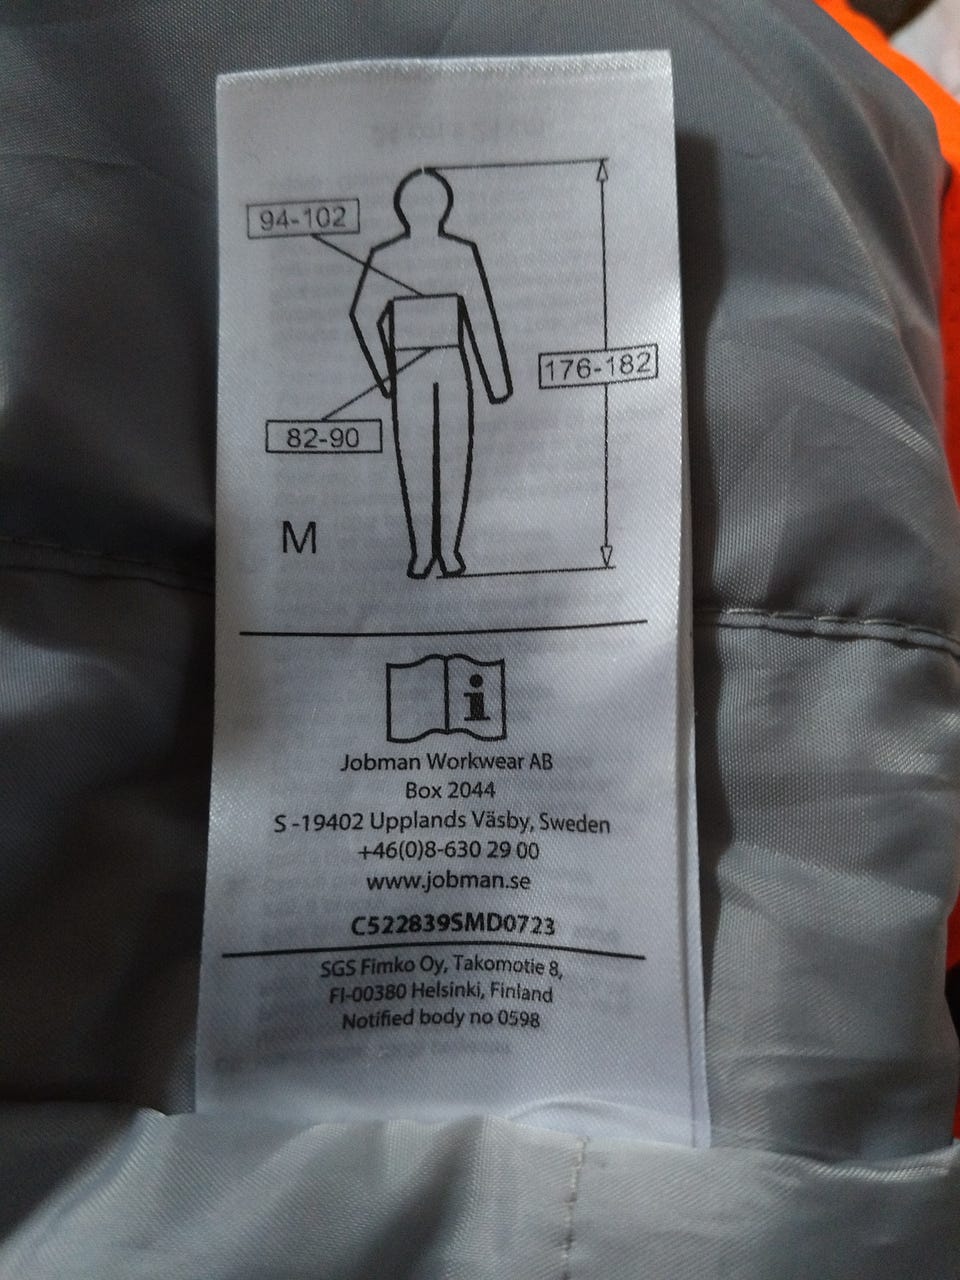 94-102
176-182
82-90
M
i
Jobman Workwear AB
Box 2044
S -19402 Upplands Väsby, Sweden
+46(0)8-630 29 00
www.jobman.se
C522839SMD0723
SGS Fimko Oy, Takomotie 8,
FI-00380 Helsinki, Finland
Notified body no 0598